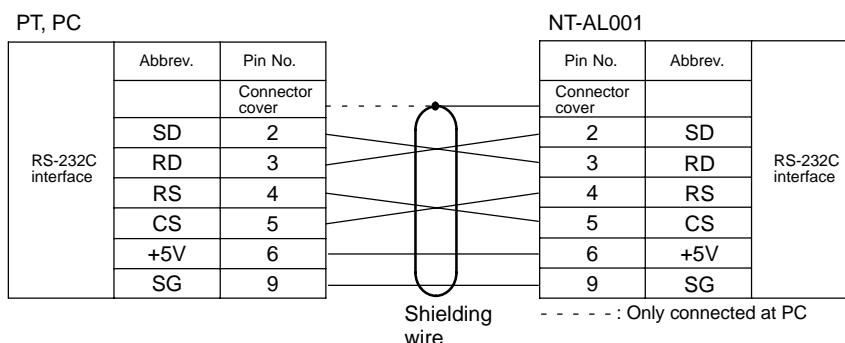 PT, PC
NT-AL001
Abbrev. Pin No.
Pin No. Abbrev.
Connector
cover
Connector
cover
SD 2
2 SD
RD 3
3 RD
RS-232C
interface
RS-232C
interface
RS 4
4 RS
CS 5
5 CS
+5V 6
6 +5V
SG 9
9 SG
Shielding
wire
: Only connected at PC